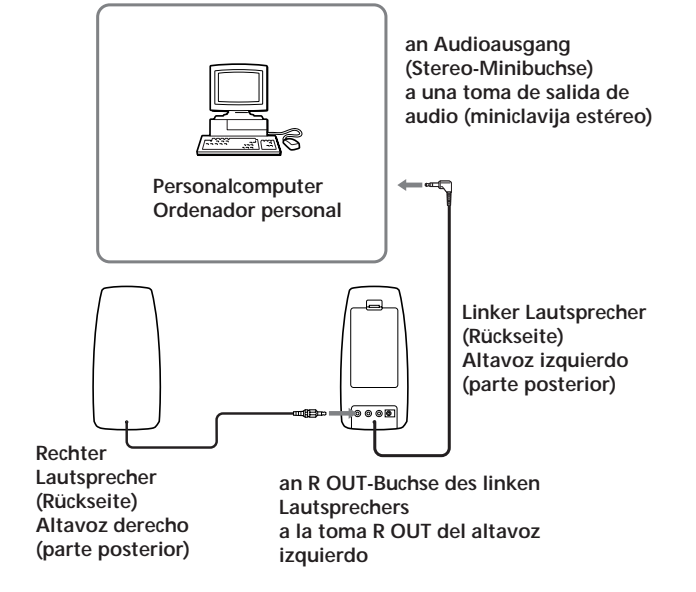 an Audioausgang
(Stereo-Minibuchse)
a una toma de salida de
audio (miniclavija estéreo)
Personalcomputer
Ordenador personal
Linker Lautsprecher
(Rückseite)
Altavoz izquierdo
(parte posterior)
Rechter
Lautsprecher
(Rückseite)
Altavoz derecho
(parte posterior)
an R OUT-Buchse des linken
Lautsprechers
a la toma R OUT del altavoz
izquierdo